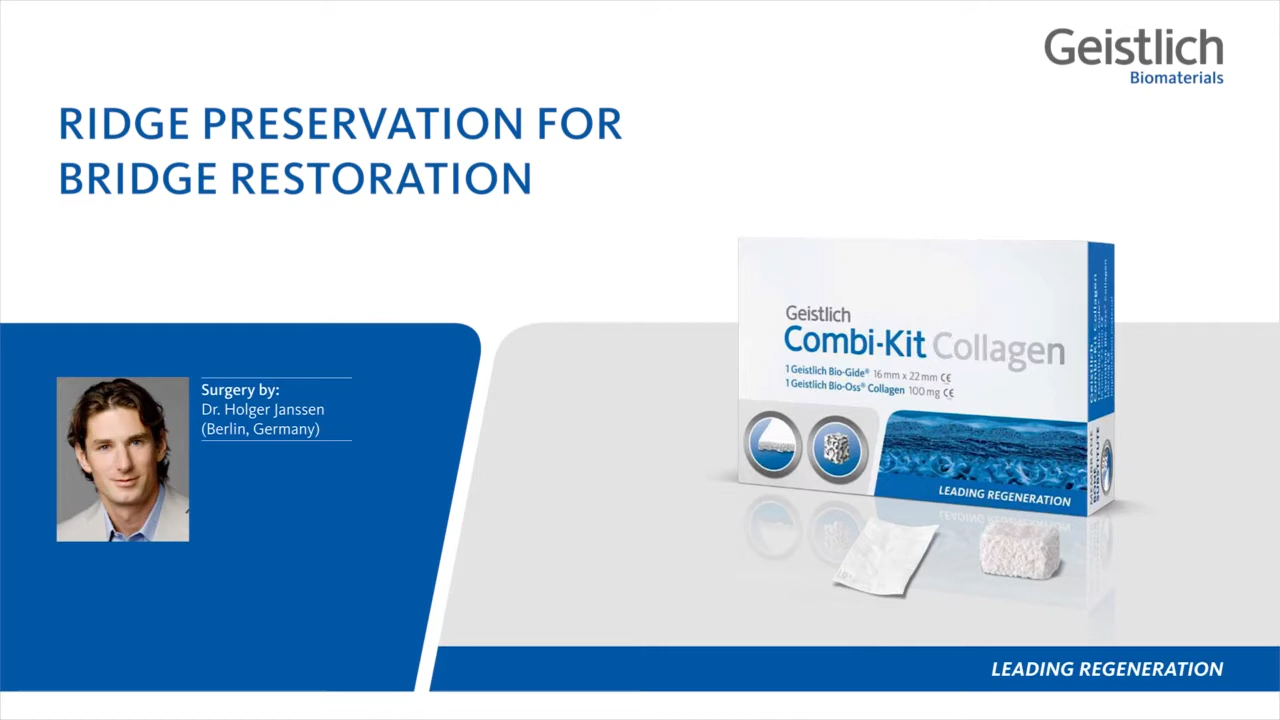 Geistlich
Biomaterials
RIDGE PRESERVATION FOR
BRIDGE RESTORATION
Surgery by:
Dr. Holger Janssen
(Berlin, Germany)
Geistlich
Combi-Kit Collagen
1 Geistlich Bio-Gide® 16 mm x 22 mm CE
1 Geistlich Bio-Oss® Collagen 100 mg CE
LEADING REGENERATION
LEADING REGENERATION